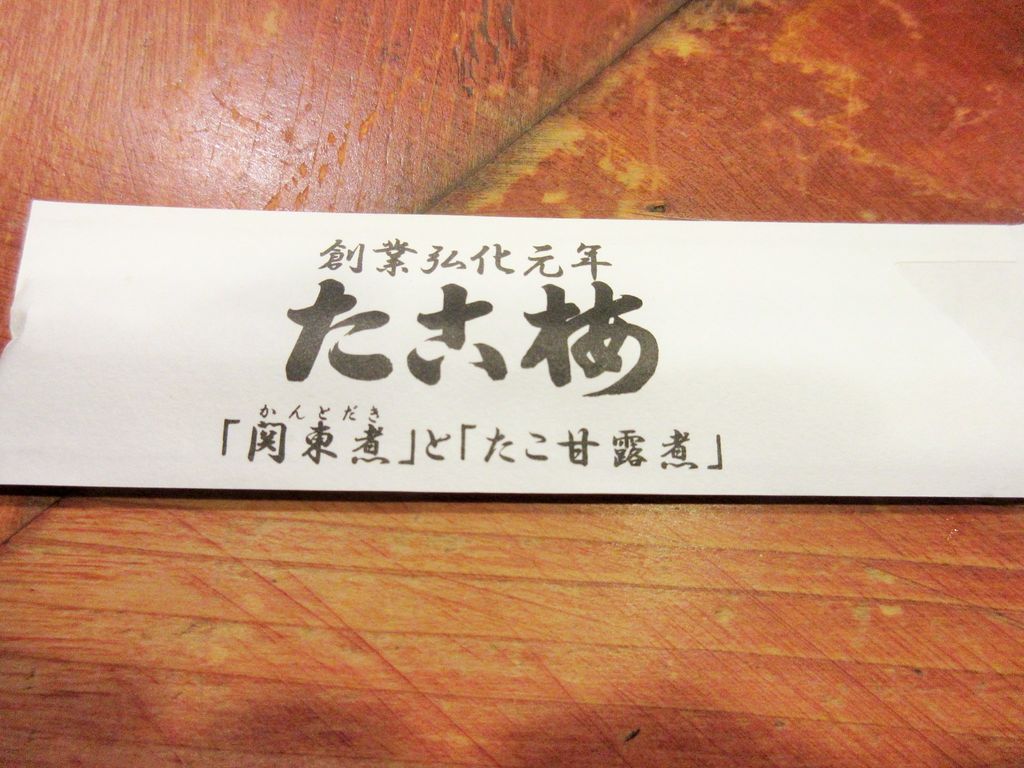 創業弘化元年
たこ梅
かんとだき
「関東煮」と「たこ甘露煮」